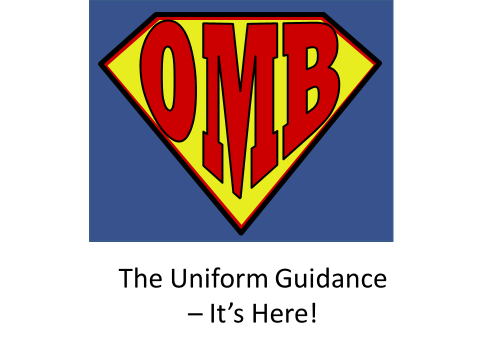 OMB
The Uniform Guidance
– It’s Here!